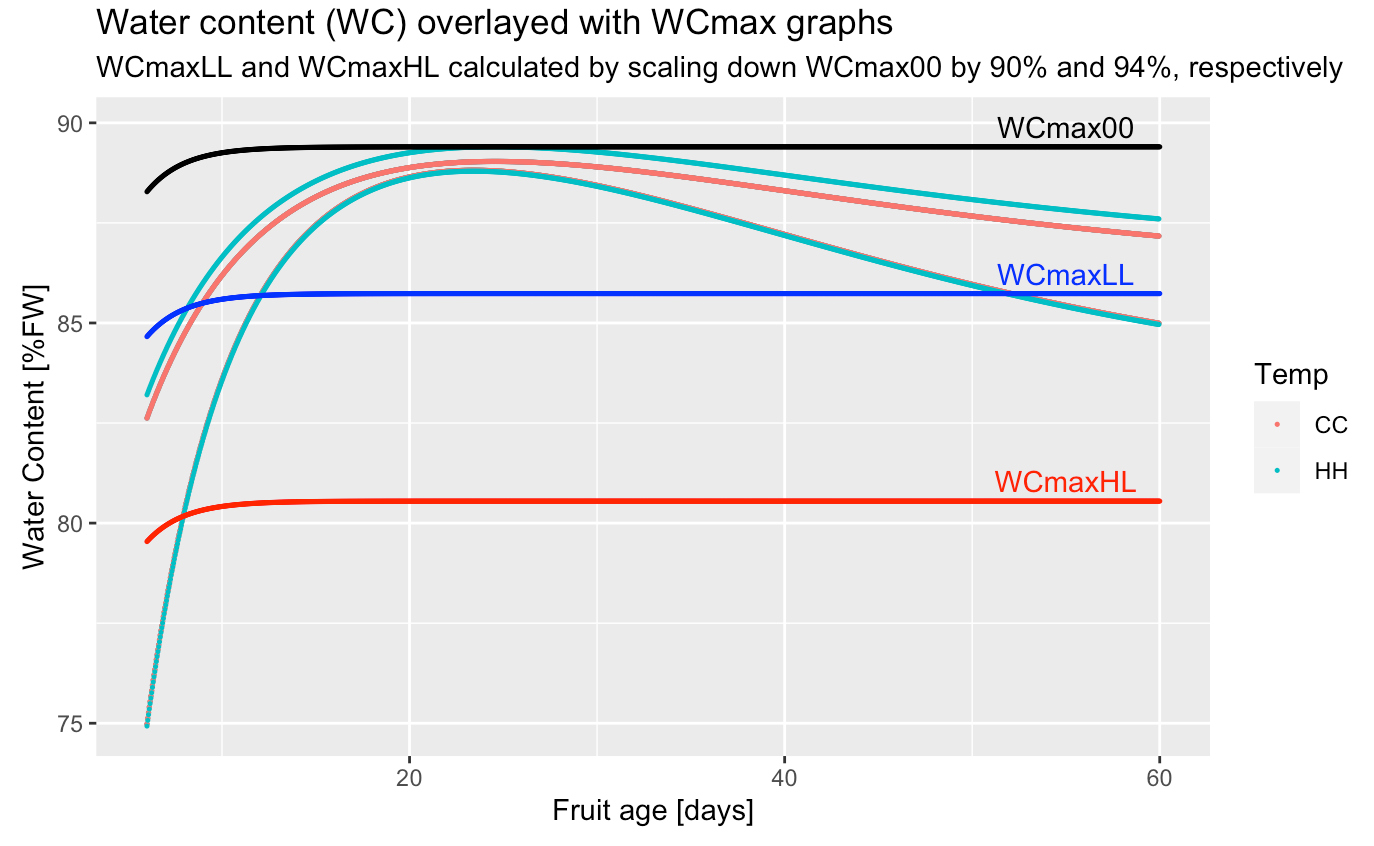 Water content (WC) overlayed with WCmax graphs
WCmaxLL and WCmaxHL calculated by scaling down WCmax00 by 90% and 94%, respectively
90
85
80
75
Water Content [%FW]
WCmax00
WCmaxLL
WCmaxHL
20
40
60
Fruit age [days]
Temp
CC
HH